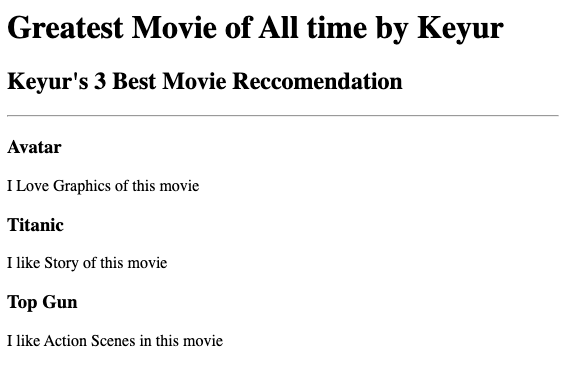 Greatest Movie of All time by Keyur
Keyur's 3 Best Movie Reccomendation
Avatar
I Love Graphics of this movie
Titanic
I like Story of this movie
Top Gun
I like Action Scenes in this movie